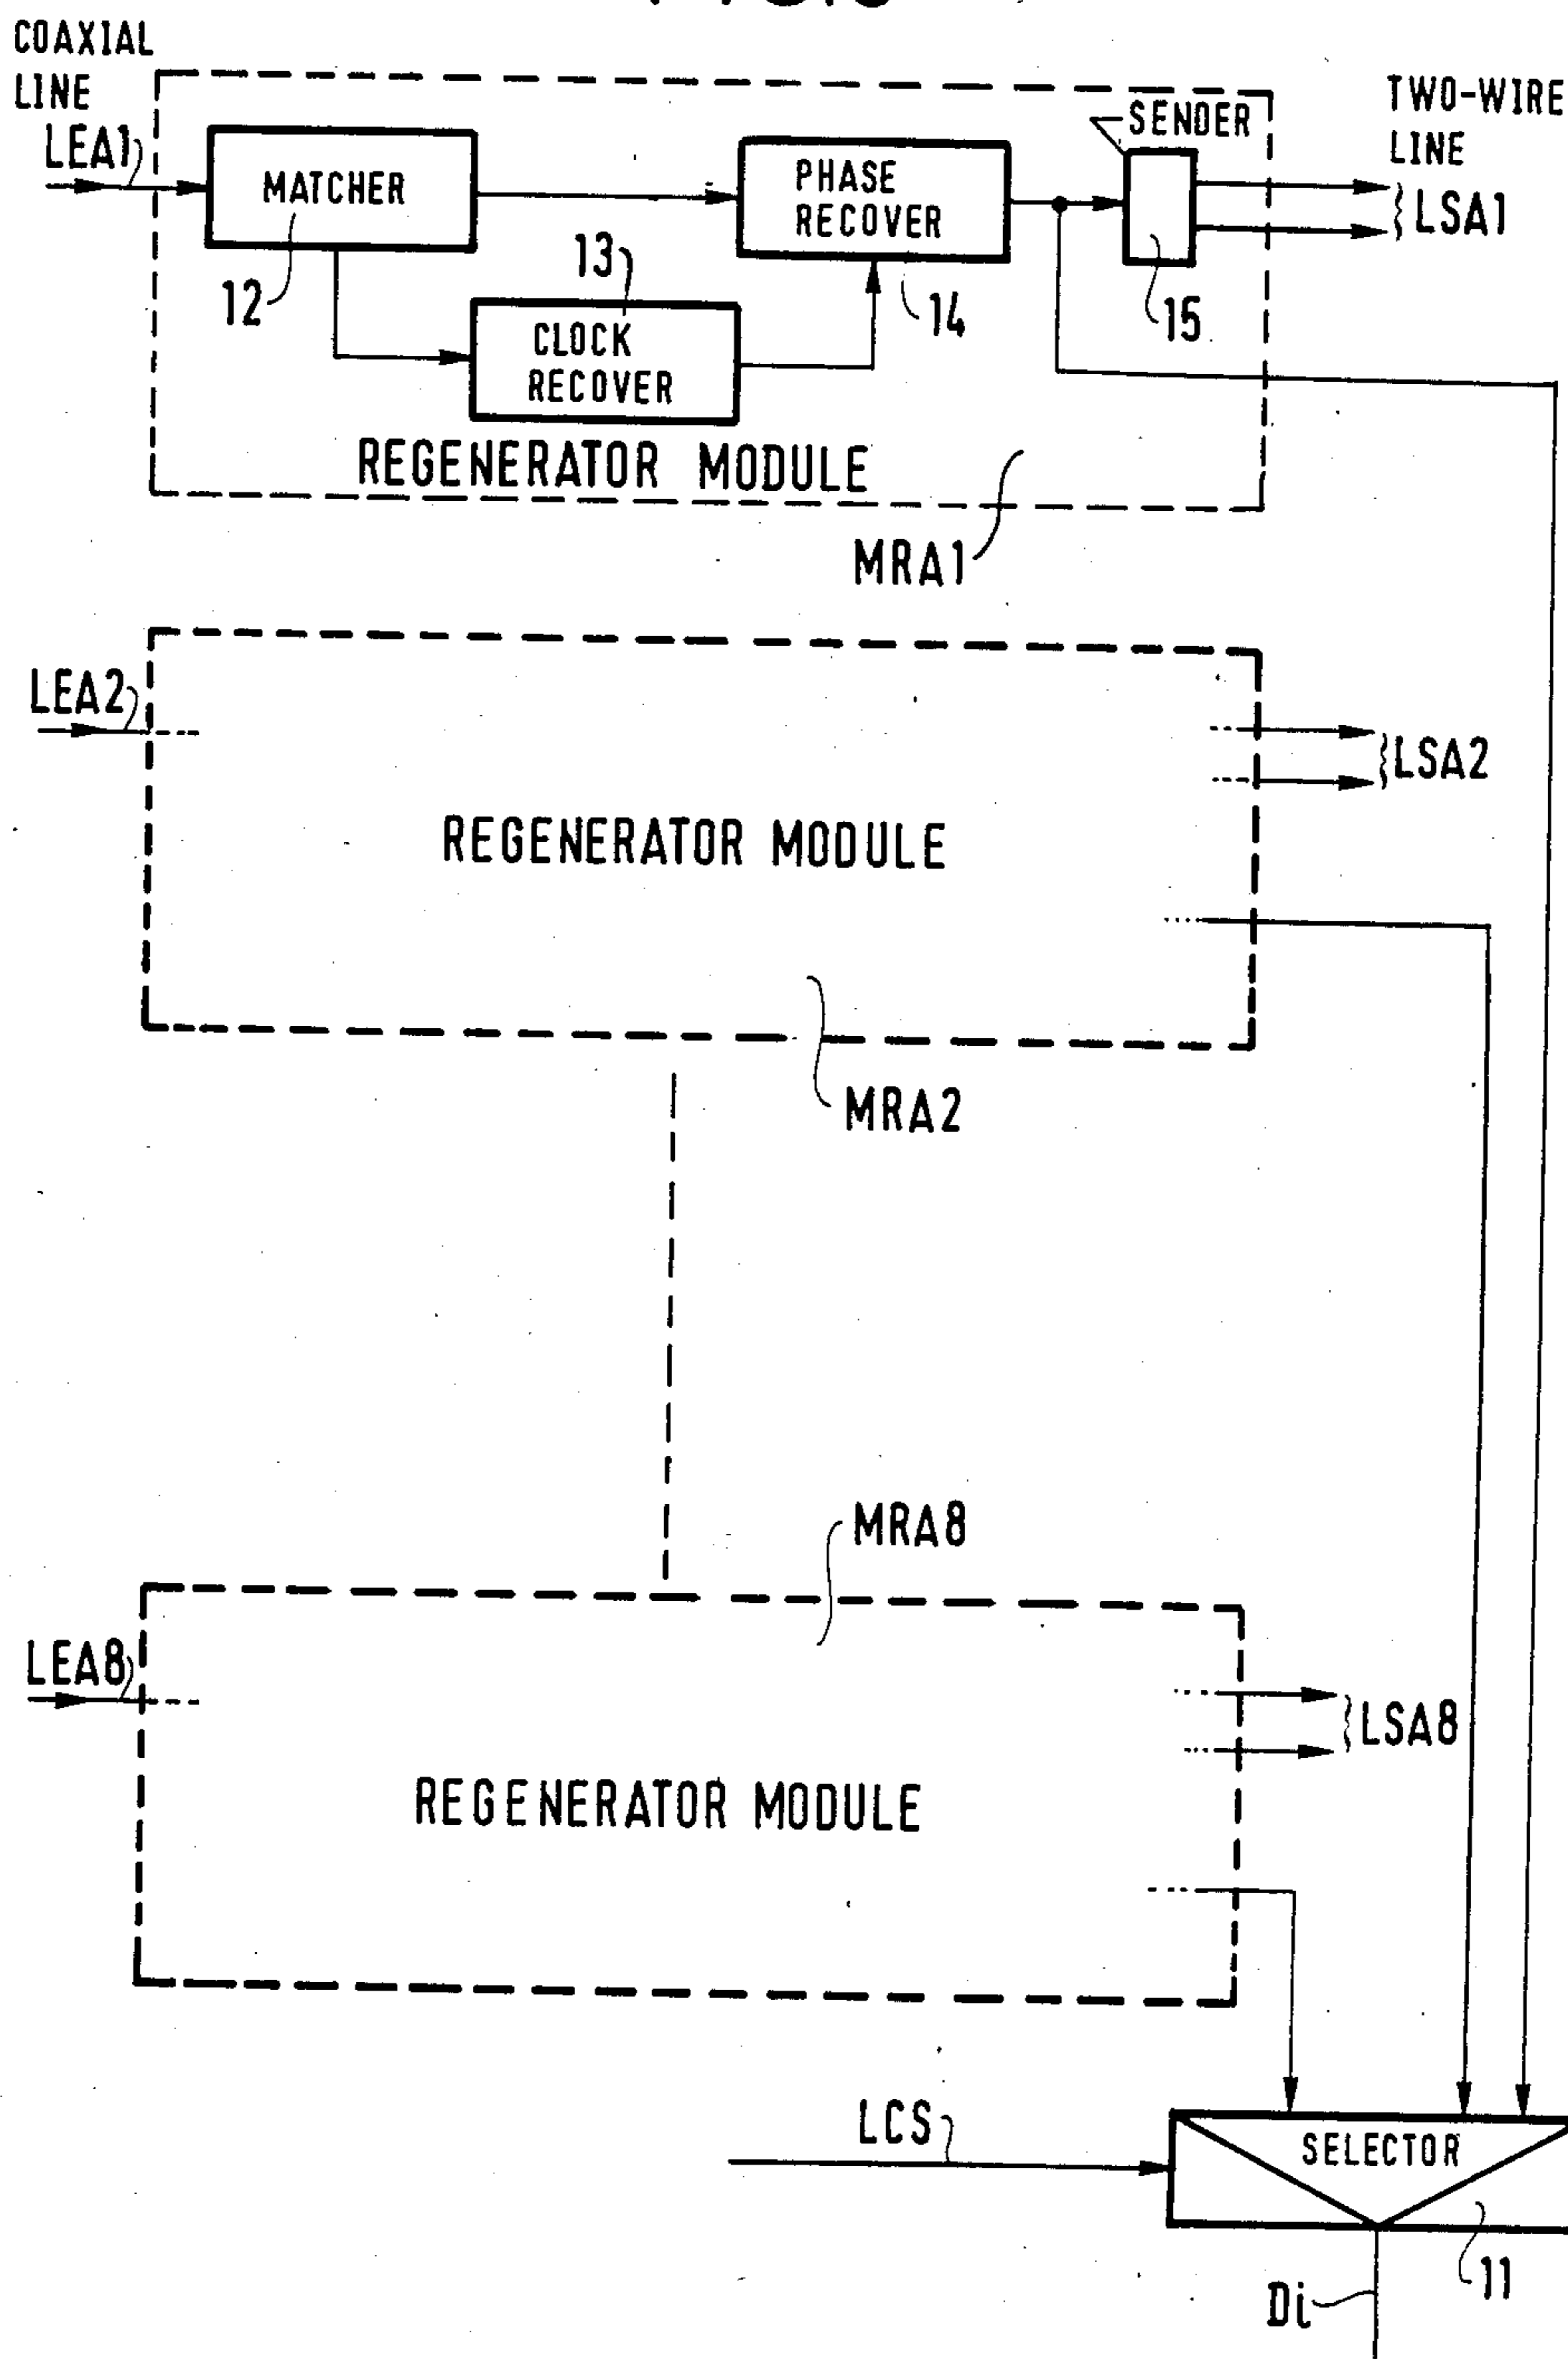 COAXIAL
LINE
LEA1
MATCHER
12
13
CLOCK
RECOVER
PHASE
RECOVER
14
SENDER
15
TWO-WIRE
LINE
LSA1
REGENERATOR MODULE
MRA1
LEA2
LSA2
REGENERATOR MODULE
MRA2
MRA8
LEA8
LSA8
REGENERATOR MODULE
LCS
SELECTOR
11
Di